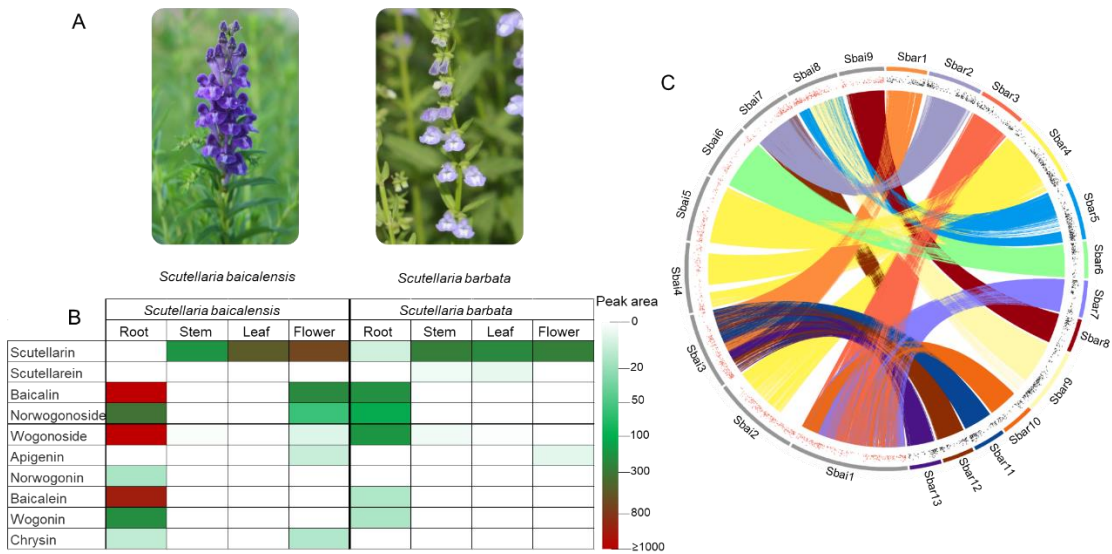 A
C
Scutellaria baicalensis
Scutellaria barbata
B
Scutellaria baicalensis
Scutellaria barbata
Peak area
Root Stem Leaf Flower Root Stem Leaf Flower
Scutellarin
Scutellarein
Baicalin
Norwogonoside
Wogonoside
Apigenin
Norwogonin
Baicalein
Wogonin
Chrysin
0
20
50
100
300
800
≥1000
Sbar1
Sbar2
Sbar3
Sbar4
Sbar5
Sbar6
Sbar7
Sbar8
Sbar9
Sbar10
Sbar11
Sbar12
Sbar13
Sbai1
Sbai2
Sbai3
Sbai4
Sbai5
Sbai6
Sbai7
Sbai8
Sbai9